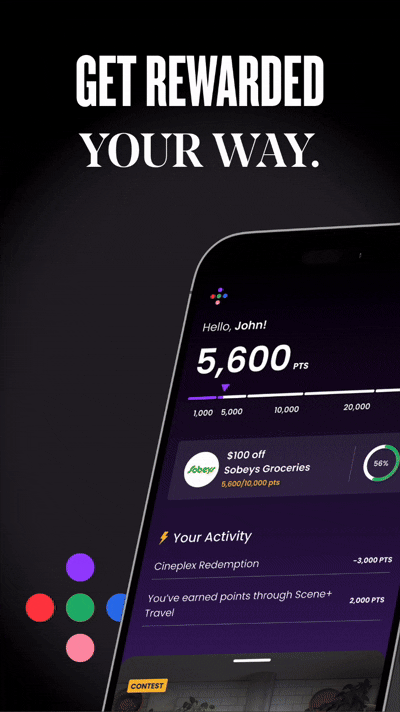 GET REWARDED
YOUR WAY.
Hello, John!
5,600 PTS
1,000 5,000 10,000 20,000
Sobeys
$100 off
Sobeys Groceries
5,600/10,000 pts
56%
Your Activity
Cineplex Redemption -3,000 PTS
You've earned points through Scene+ 2,000 PTS
Travel
CONTEST